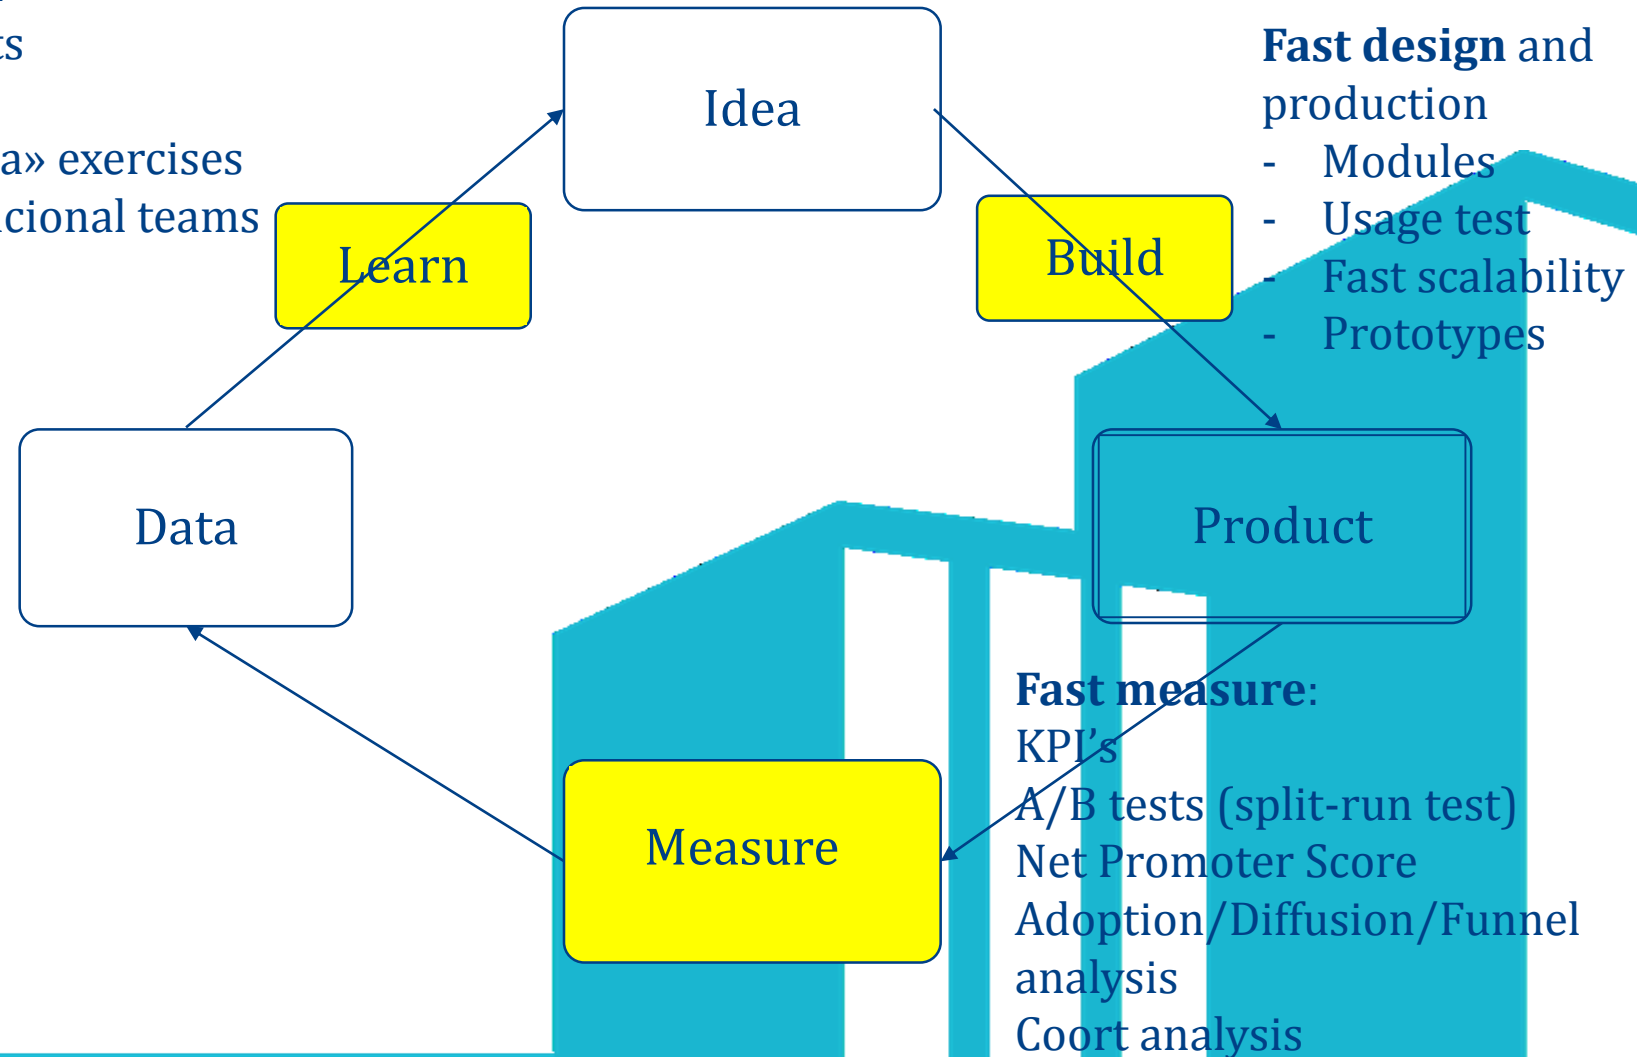 ts
a» exercises
cional teams
Idea
Fast design and
production
- Modules
- Usage test
- Fast scalability
- Prototypes
Learn
Build
Data
Product
Fast measure:
KPI’s
A/B tests (split-run test)
Net Promoter Score
Adoption/Diffusion/Funnel
analysis
Coort analysis
Measure